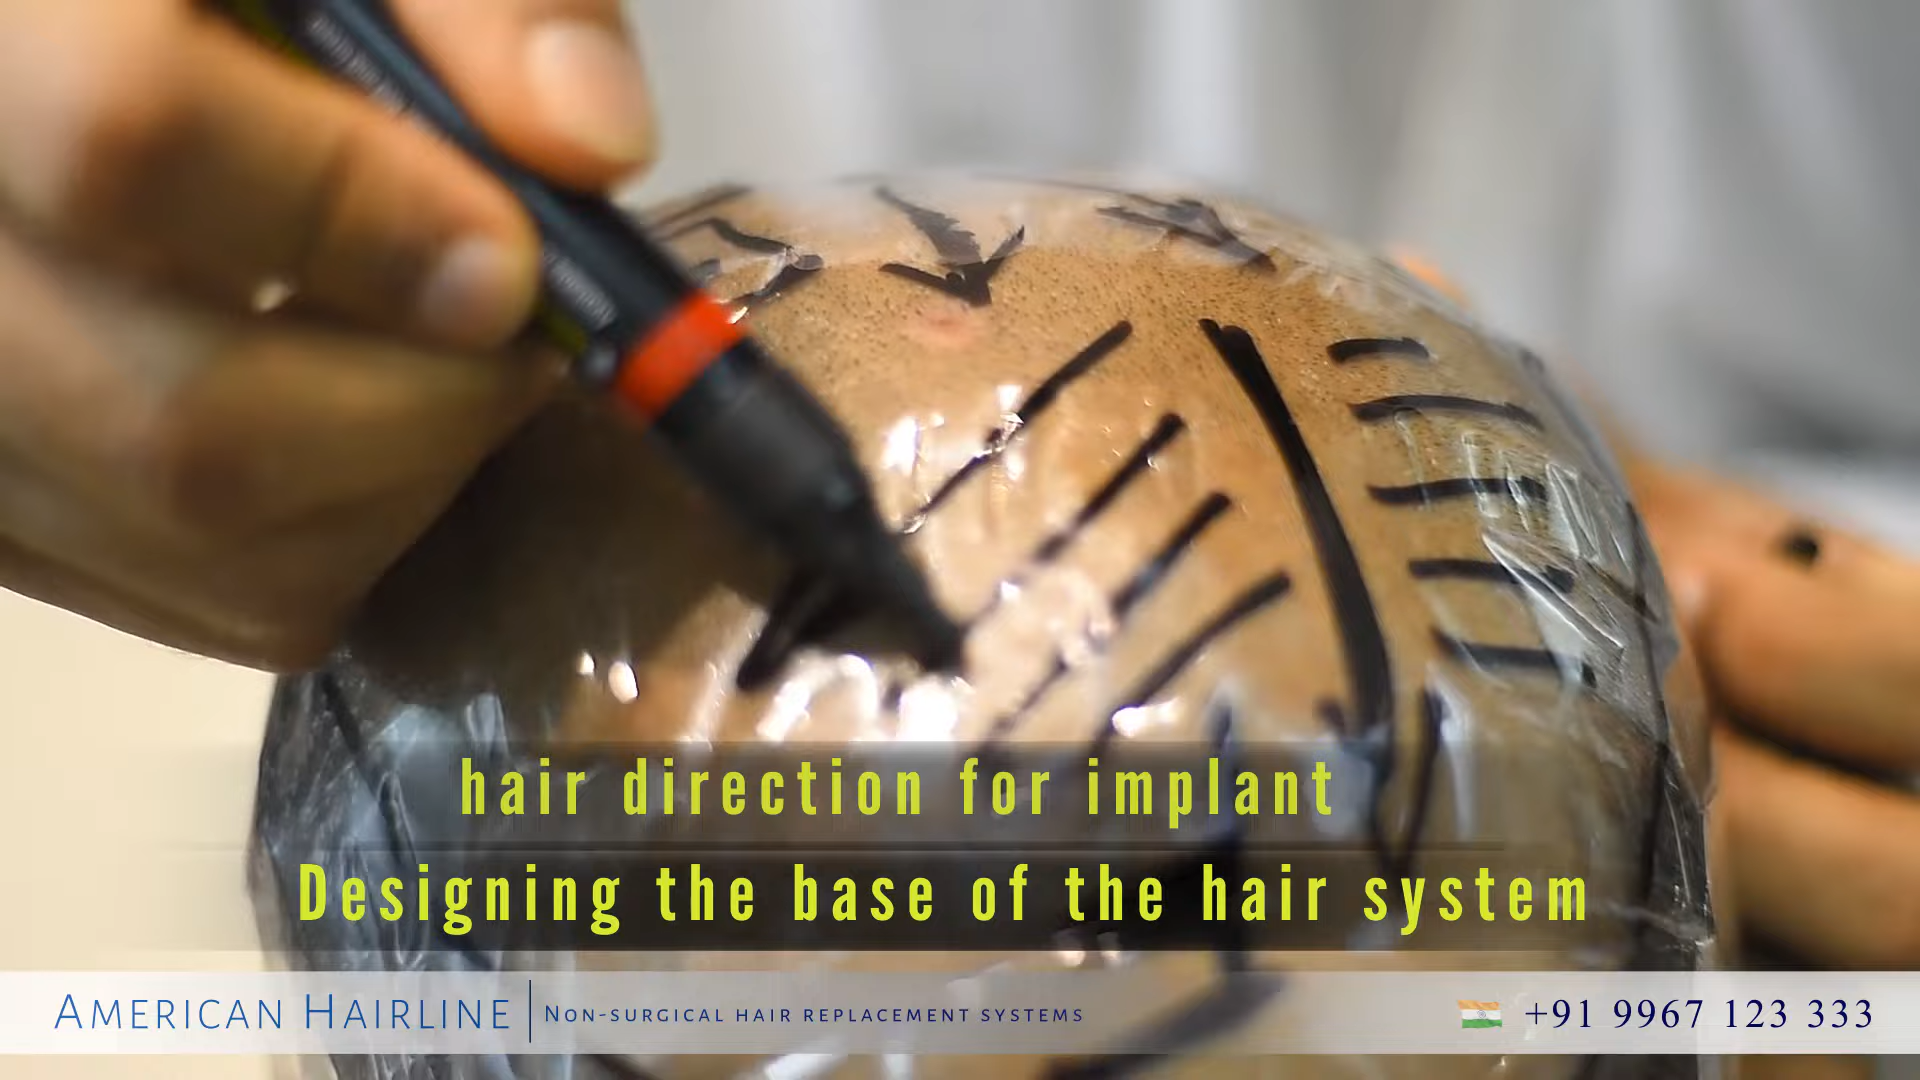 hair direction for implant
Designing the base of the hair system
AMERICAN HAIRLINE | NON-SURGICAL HAIR REPLACEMENT SYSTEMS
+91 9967 123 333